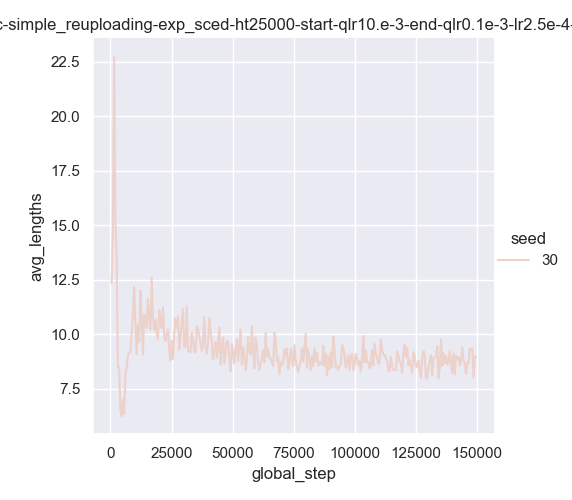 c-simple_reuploading-exp_sced-ht25000-start-qlr10.e-3-end-qlr0.1e-3-lr2.5e-4-
22.5
20.0
17.5
15.0
12.5
10.0
7.5
avg_lengths
seed
30
0 25000 50000 75000 100000 125000 150000
global_step